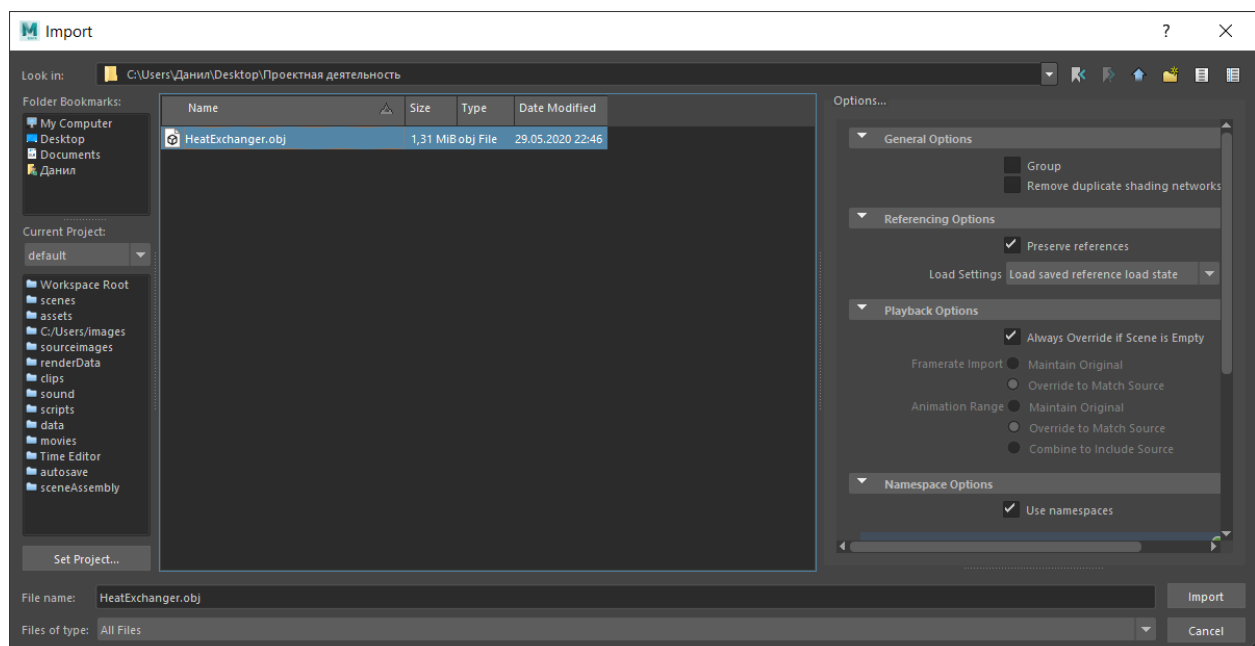 Import
?
Look in:
C:\Users\Данил\Desktop\Проектная деятельность
Folder Bookmarks:
My Computer
Desktop
Documents
Данил
Current Project:
default
Workspace Root
scenes
assets
C:/Users/images
sourceimages
renderData
clips
sound
scripts
data
movies
Time Editor
autosave
sceneAssembly
Set Project...
Name Size Type Date Modified
HeatExchanger.obj 1,31 MiB obj File 29.05.2020 22:46
Options...
General Options
Group
Remove duplicate shading networks
Referencing Options
Preserve references
Load Settings Load saved reference load state
Playback Options
Always Override if Scene is Empty
Framerate Import Maintain Original
Override to Match Source
Animation Range Maintain Original
Override to Match Source
Combine to Include Source
Namespace Options
Use namespaces
File name: HeatExchanger.obj Import
Files of type: All Files Cancel